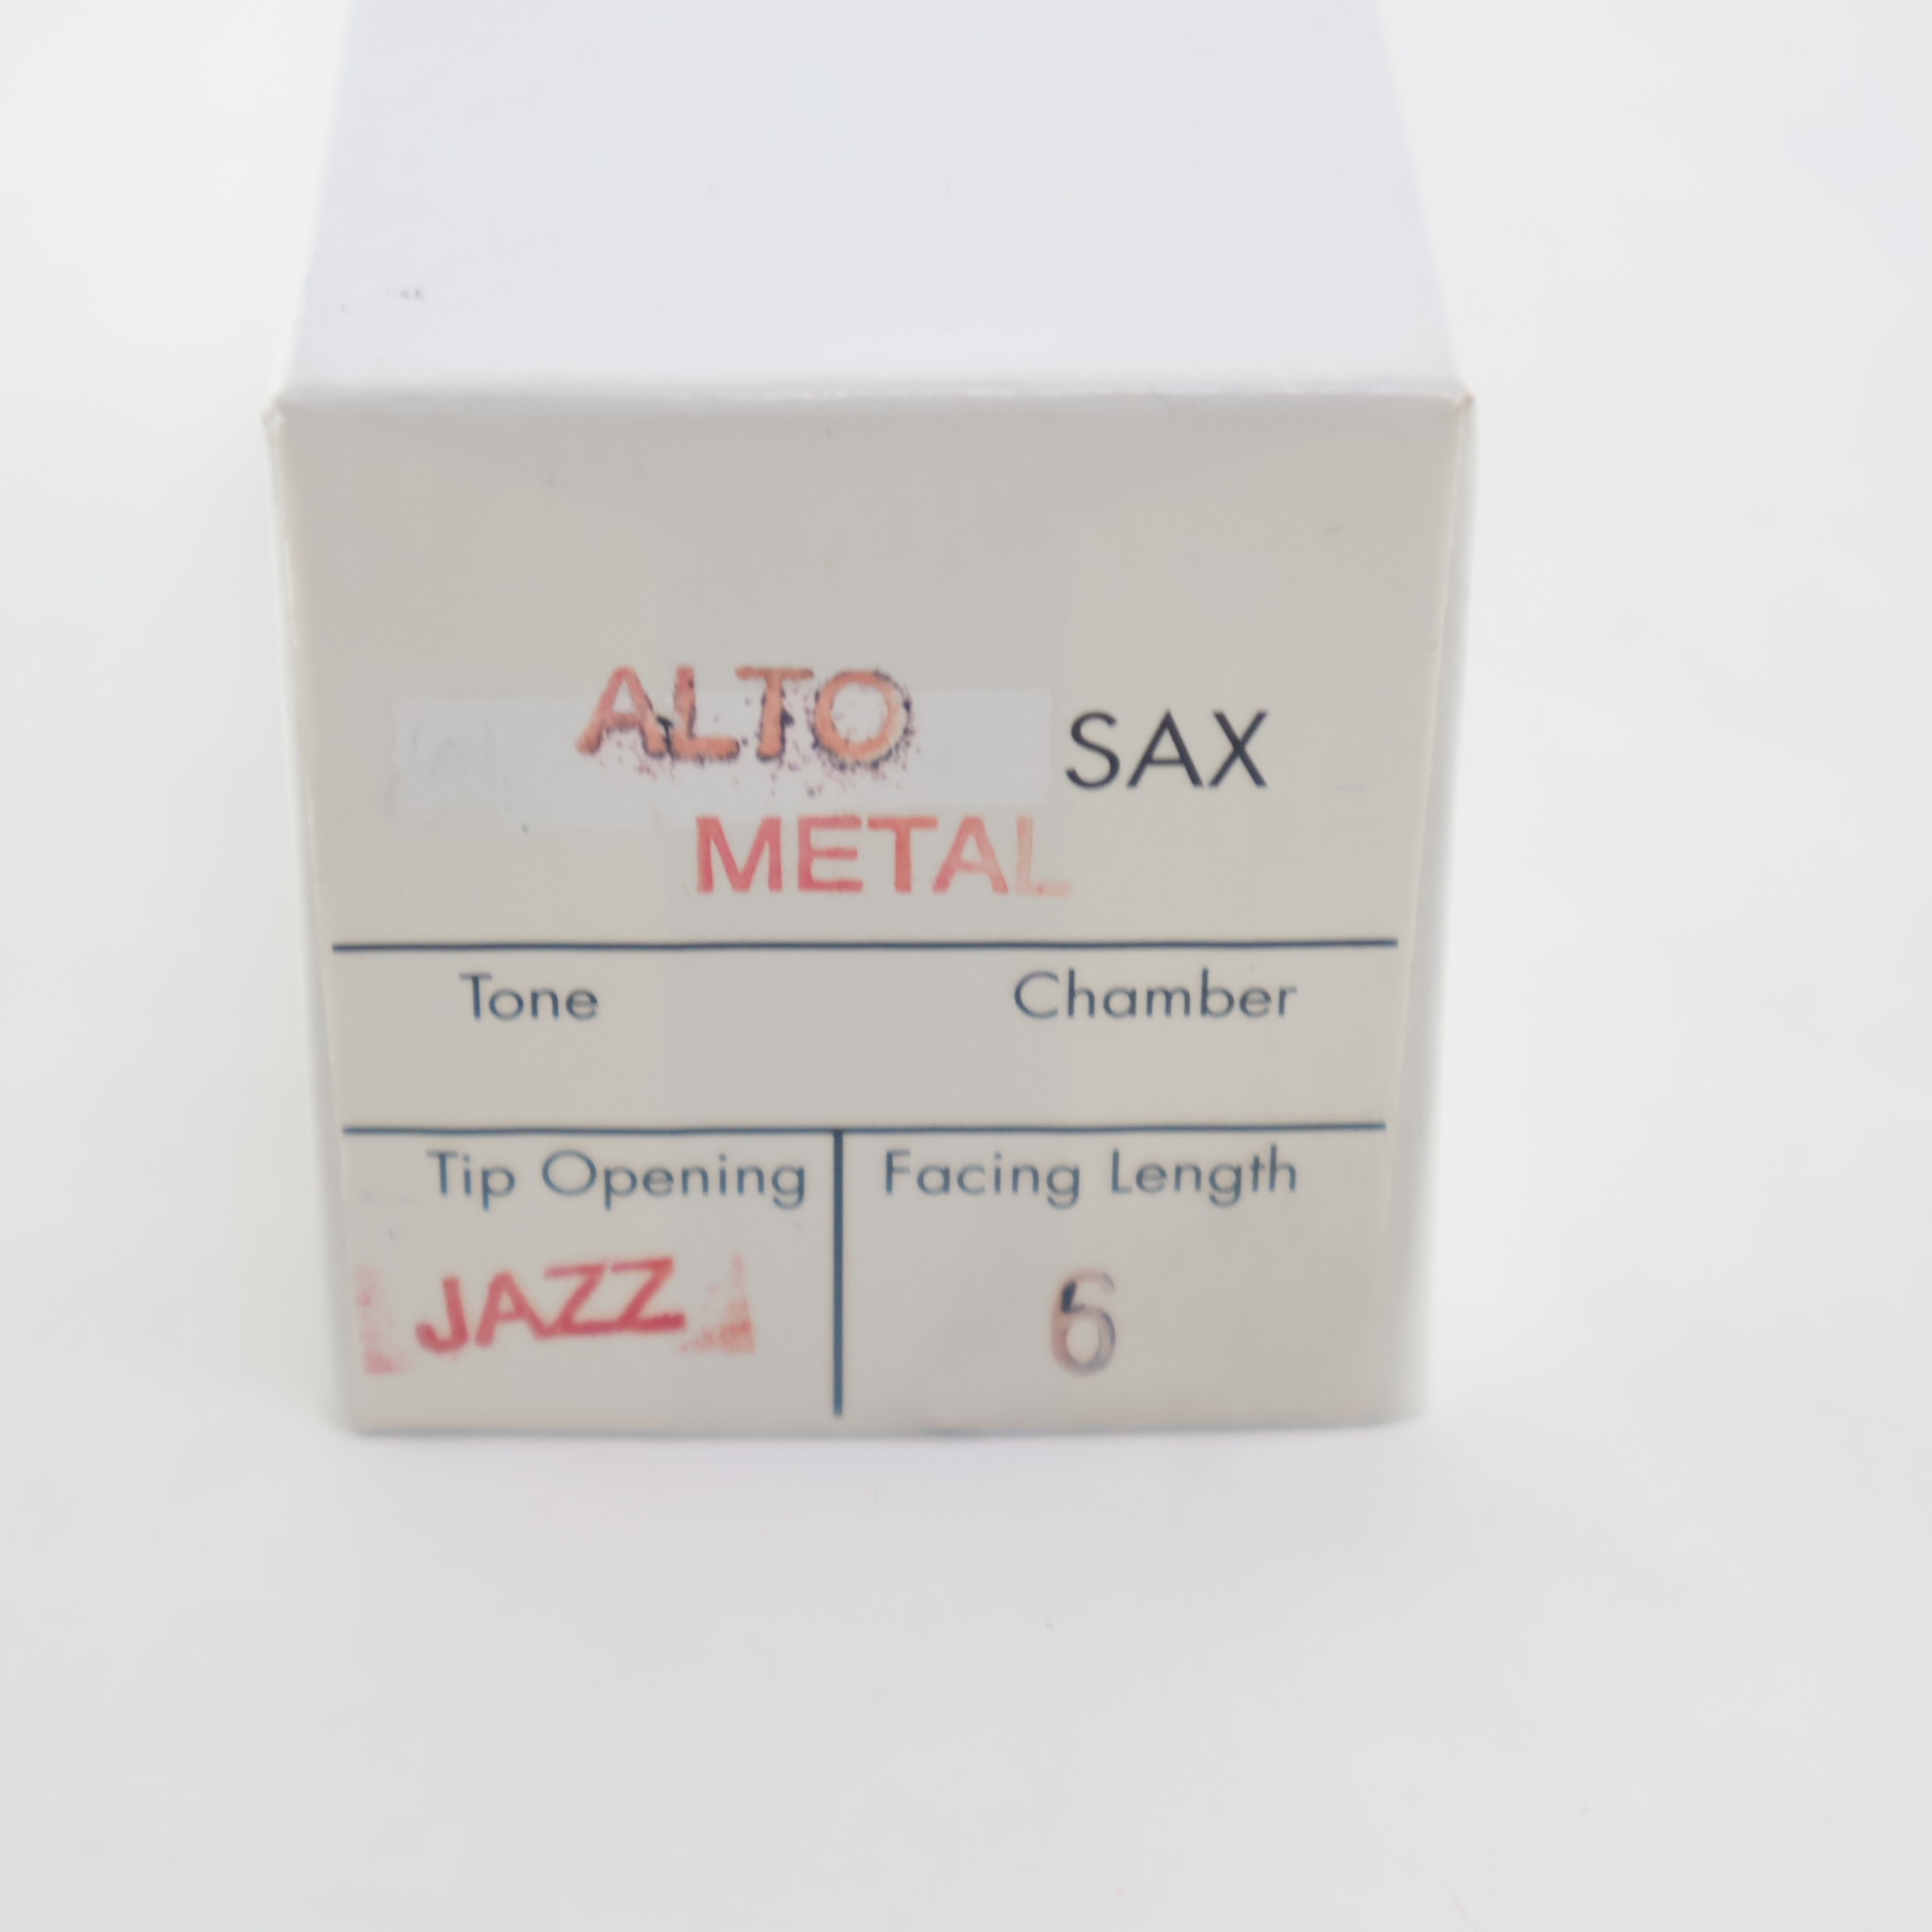 ALTO SAX
METAL
Tone Chamber
Tip Opening Facing Length
JAZZ 6